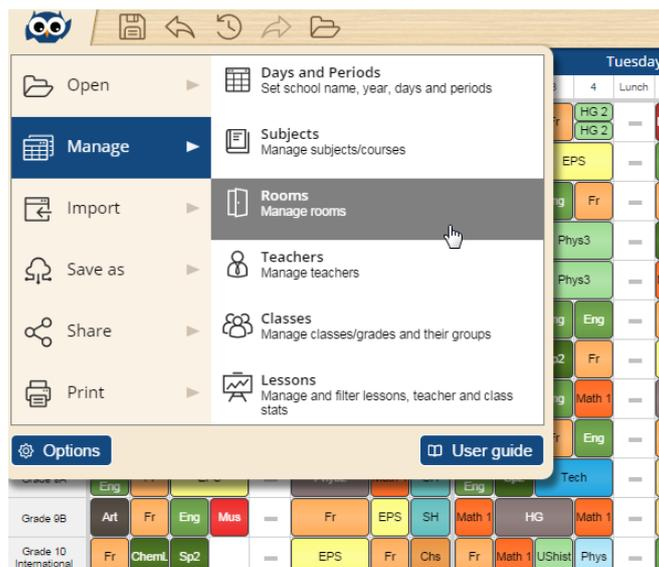 Tuesday
4 Lunch
Open
Manage
Import
Save as
Share
Print
Days and Periods
Set school name, year, days and periods
Subjects
Manage subjects/courses
Rooms
Manage rooms
Teachers
Manage teachers
Classes
Manage classes/grades and their groups
Lessons
Manage and filter lessons, teacher and class
stats
Options
User guide
HG 2
HG 2
EPS
Fr
Phys3
Phys3
Eng
Fr
Math 1
Eng
Eng Eng Tech
Grade 9B Art Fr Eng Mus Fr EPS SH Math 1 HG Math 1
Grade 10
International
Fr Chemi. Sp2 EPS Fr Chs Fr Math 1 UShist Phys